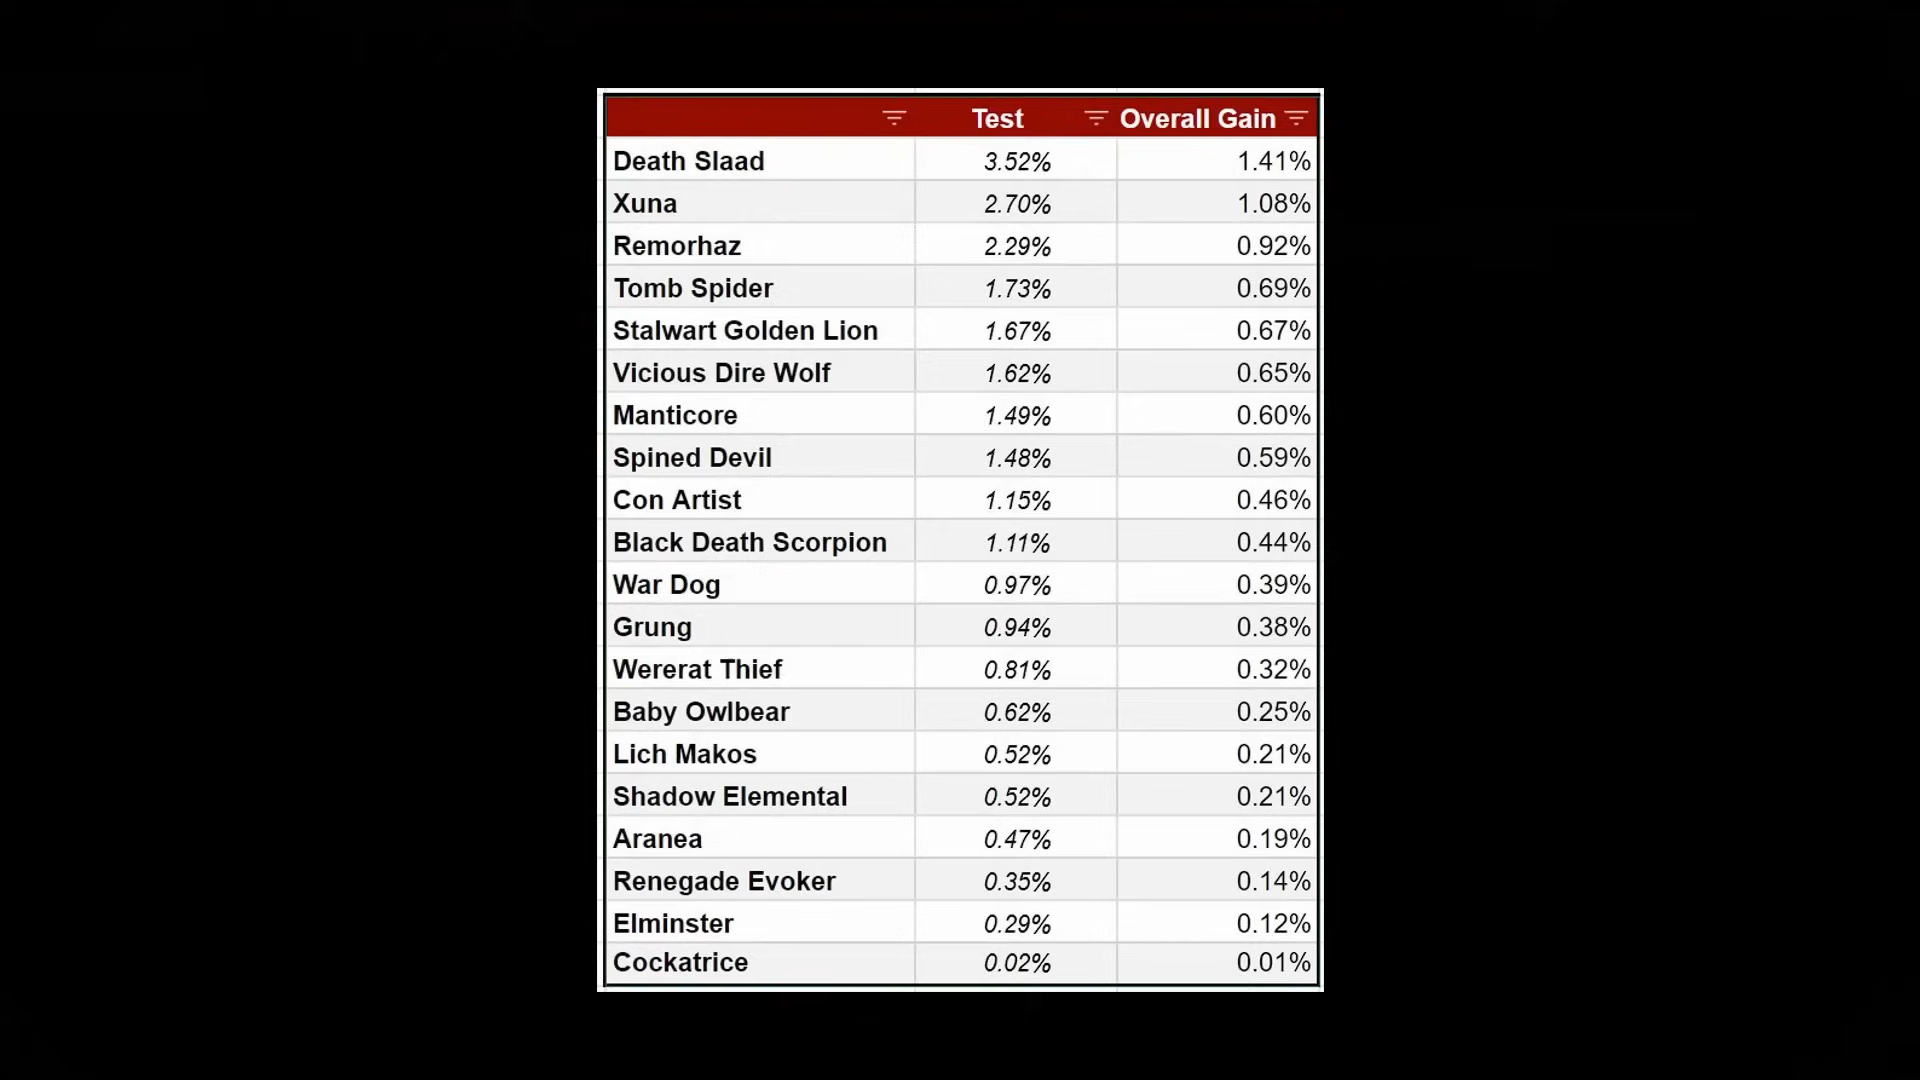 Test Overall Gain
Death Slaad 3.52% 1.41%
Xuna 2.70% 1.08%
Remorhaz 2.29% 0.92%
Tomb Spider 1.73% 0.69%
Stalwart Golden Lion 1.67% 0.67%
Vicious Dire Wolf 1.62% 0.65%
Manticore 1.49% 0.60%
Spined Devil 1.48% 0.59%
Con Artist 1.15% 0.46%
Black Death Scorpion 1.11% 0.44%
War Dog 0.97% 0.39%
Grung 0.94% 0.38%
Wererat Thief 0.81% 0.32%
Baby Owlbear 0.62% 0.25%
Lich Makos 0.52% 0.21%
Shadow Elemental 0.52% 0.21%
Aranea 0.47% 0.19%
Renegade Evoker 0.35% 0.14%
Elminster 0.29% 0.12%
Cockatrice 0.02% 0.01%